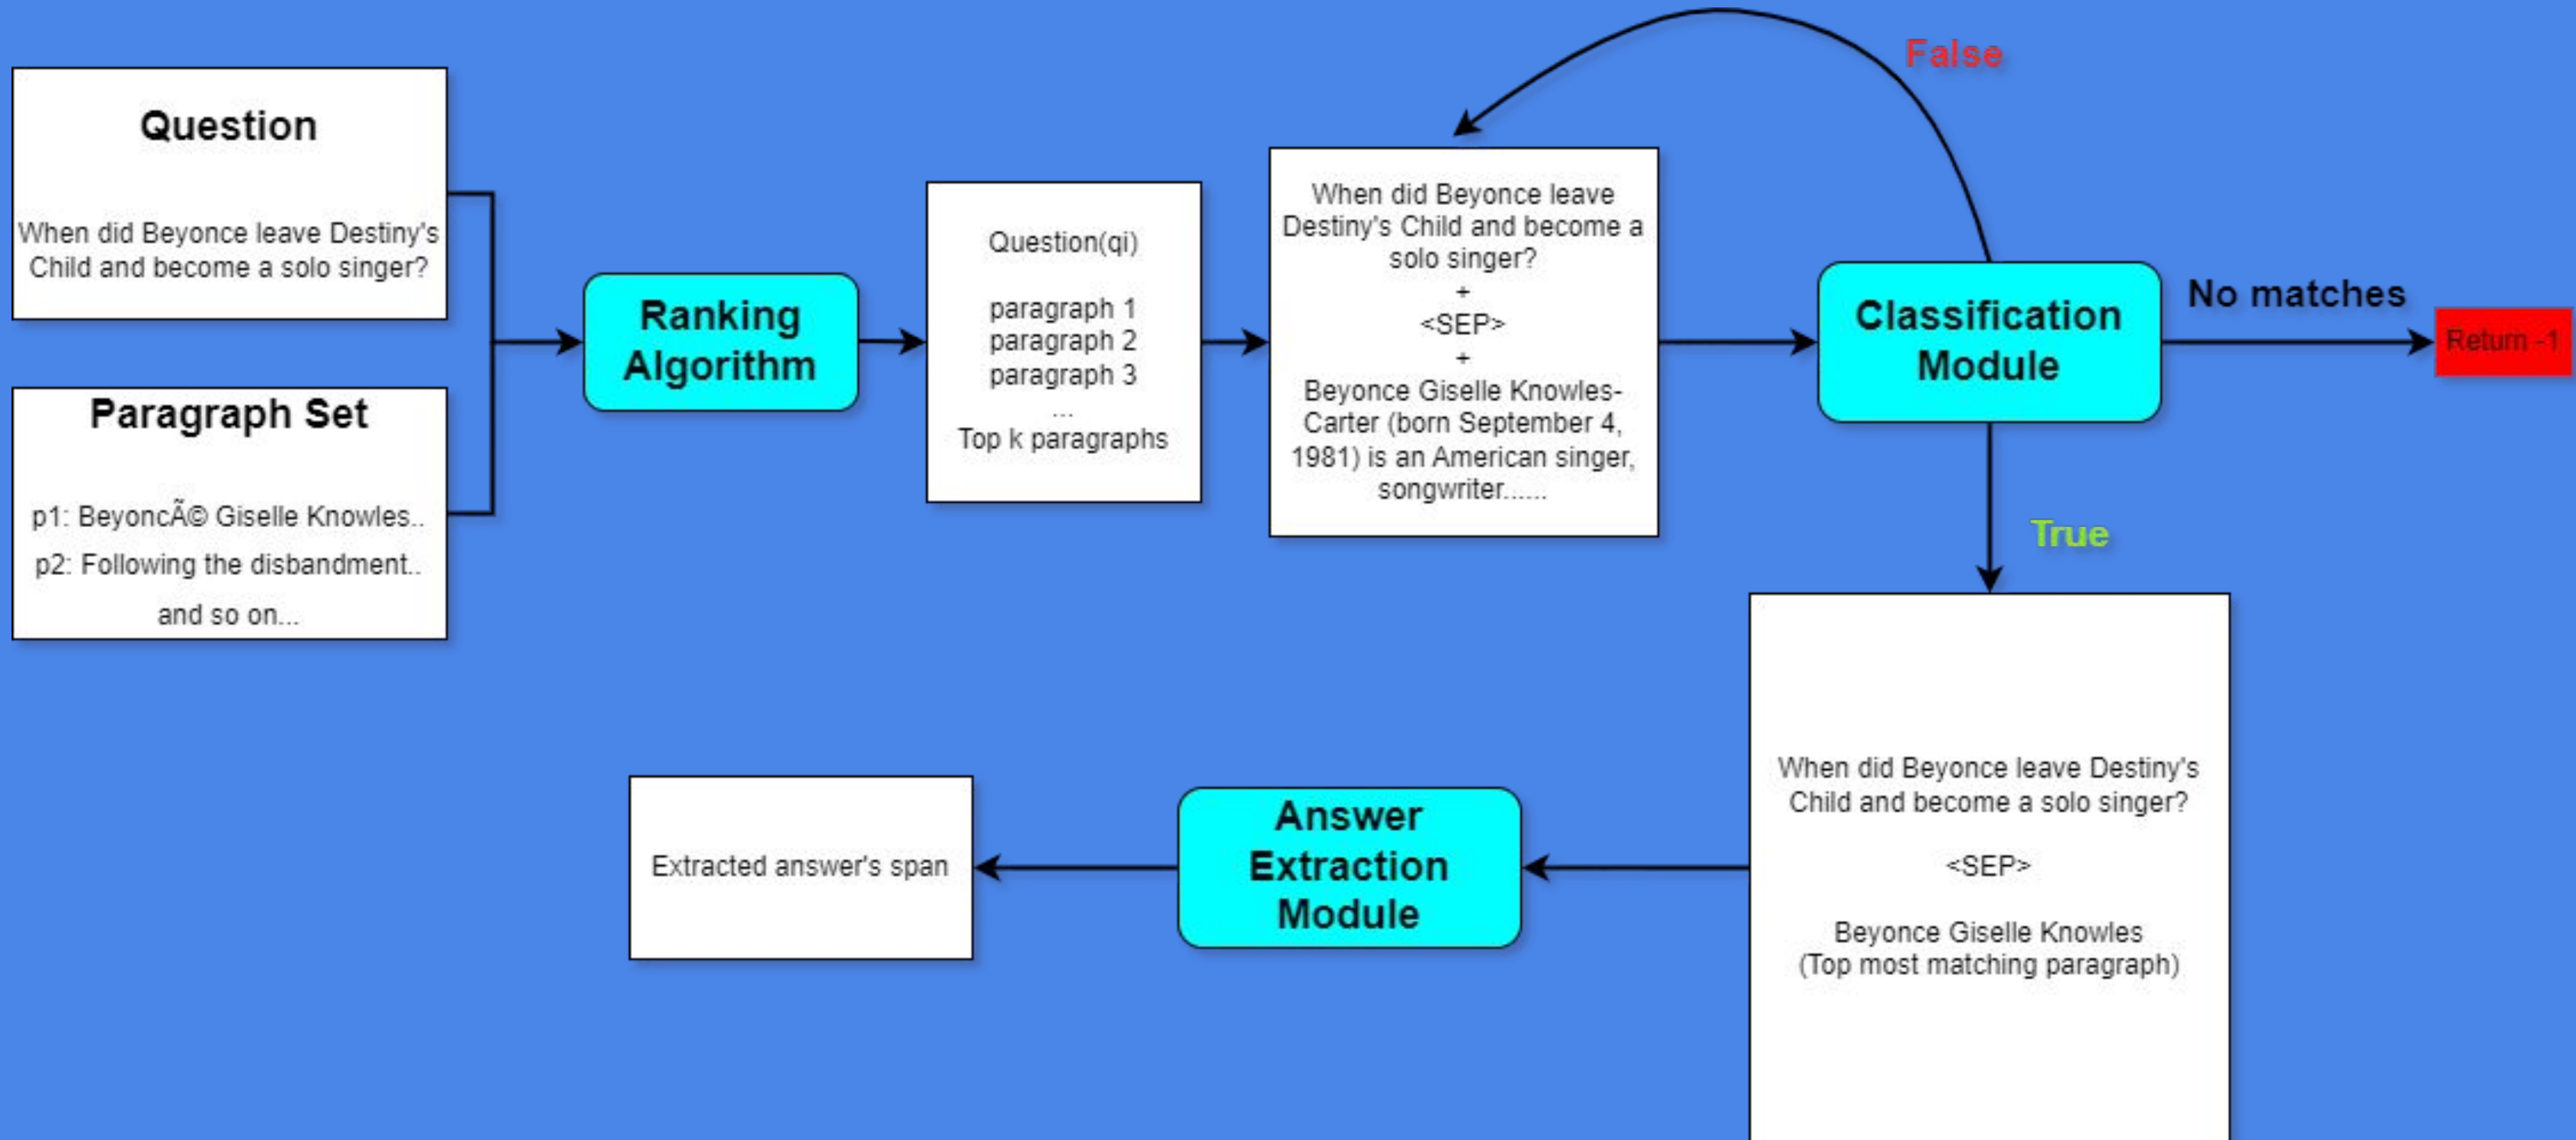 Question
When did Beyonce leave Destiny's
Child and become a solo singer?
Paragraph Set
p1: BeyoncÃ© Giselle Knowles..
p2: Following the disbandment..
and so on...
Ranking
Algorithm
Question(qi)
paragraph 1
paragraph 2
paragraph 3
...
Top k paragraphs
When did Beyonce leave
Destiny's Child and become a
solo singer?
+
<SEP>
+
Beyonce Giselle Knowles-
Carter (born September 4,
1981) is an American singer,
songwriter......
False
Classification
Module
No matches
Return -1
True
When did Beyonce leave Destiny's
Child and become a solo singer?
<SEP>
Beyonce Giselle Knowles
(Top most matching paragraph)
Answer
Extraction
Module
Extracted answer's span